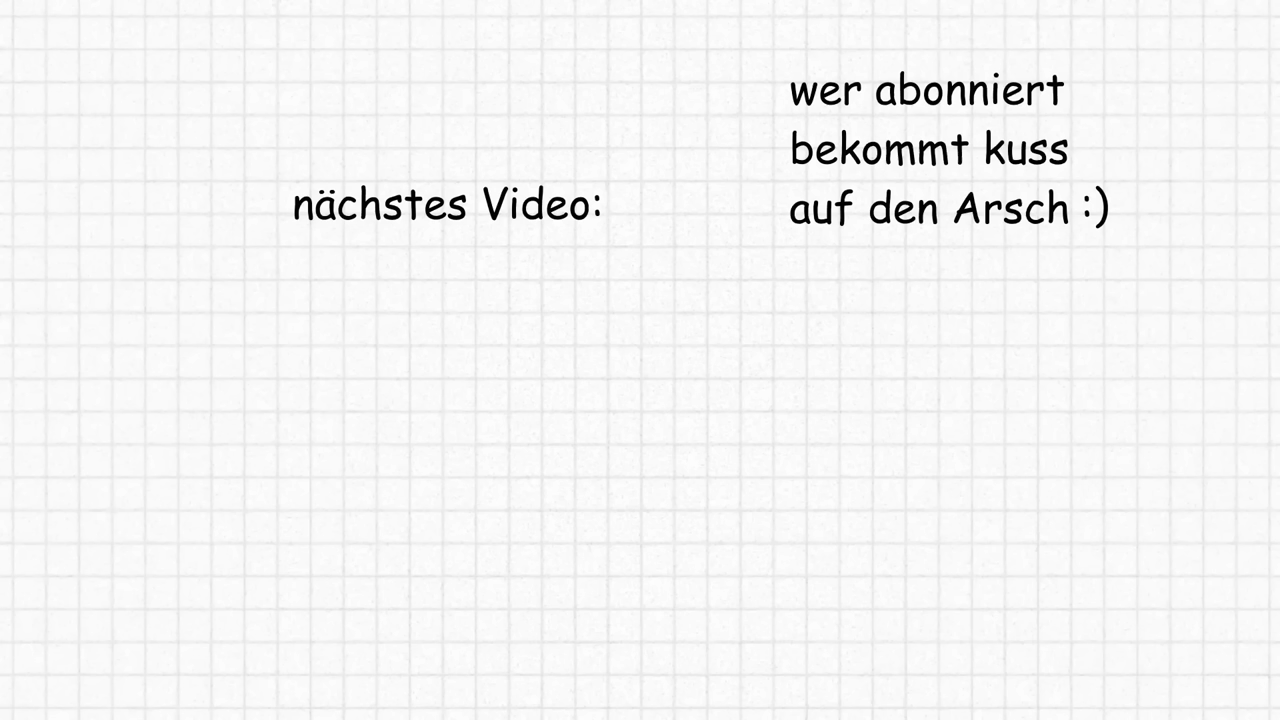 nächstes Video:
wer abonniert
bekommt kuss
auf den Arsch :)